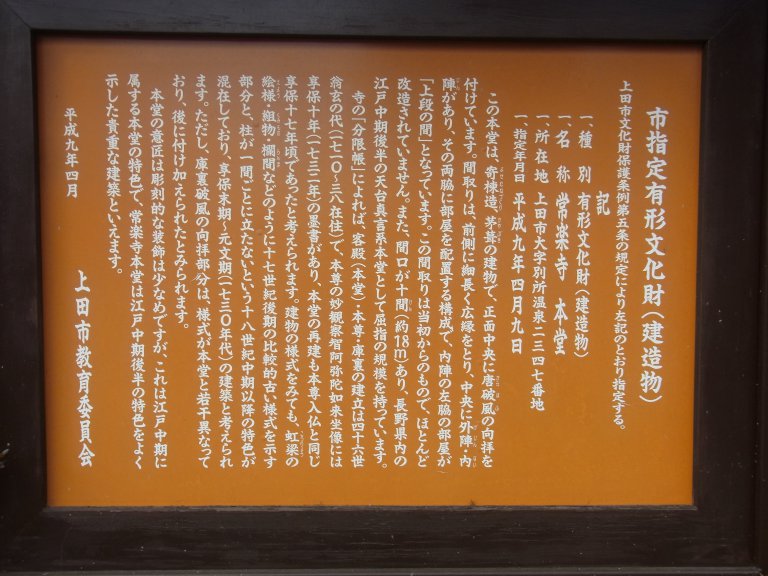 市指定有形文化財(建造物)
上田市文化財保護条例第五条の規定により左記のとおり指定する。
記
一、種 別 有形文化財(建造物)
一、名 称 常楽寺 本堂
一、所在地 上田市大字別所温泉二三四七番地
一、指定年月日 平成九年四月九日
この本堂は、寄棟造、茅葺の建物で、正面中央に唐破風の向拝を
付けています。間取りは、前側に細長く広縁をとり、中央に外陣・内
陣があり、その両脇に部屋を配置する構成で、内陣の左脇の部屋が
「上段の間」となっています。この間取りは当初からのもので、ほとんど
改造されていません。また、間口が十間(約18m)あり、長野県内の
江戸中期後半の天台真言系本堂として屈指の規模を持っています。
寺の「分限帳」によれば、客殿(本堂)・本尊・庫裏の建立は四十六世
翁玄の代(一七一〇~三八在住)で、本尊の妙観察智阿弥陀如来坐像には
享保十年(一七三二年)の墨書があり、本堂の再建も本尊入仏と同じ
享保十七年頃であったと考えられます。建物の様式をみても、虹梁の
絵様・組物・欄間などのように十七世紀後期の比較的古い様式を示す
部分と、柱が一間ごとに立たないという十八世紀中期以降の特色が
混在しており、享保末期~元文期(一七三〇年代)の建築と考えられ
ます。ただし、庫裏破風の向拝部分は、様式が本堂と若干異なって
おり、後に付け加えられたとみられます。
本堂の意匠は彫刻的な装飾は少なめですが、これは江戸中期に
属する本堂の特色で、常楽寺本堂は江戸中期後半の特色をよく
示した貴重な建築といえます。
平成九年四月
上田市教育委員会